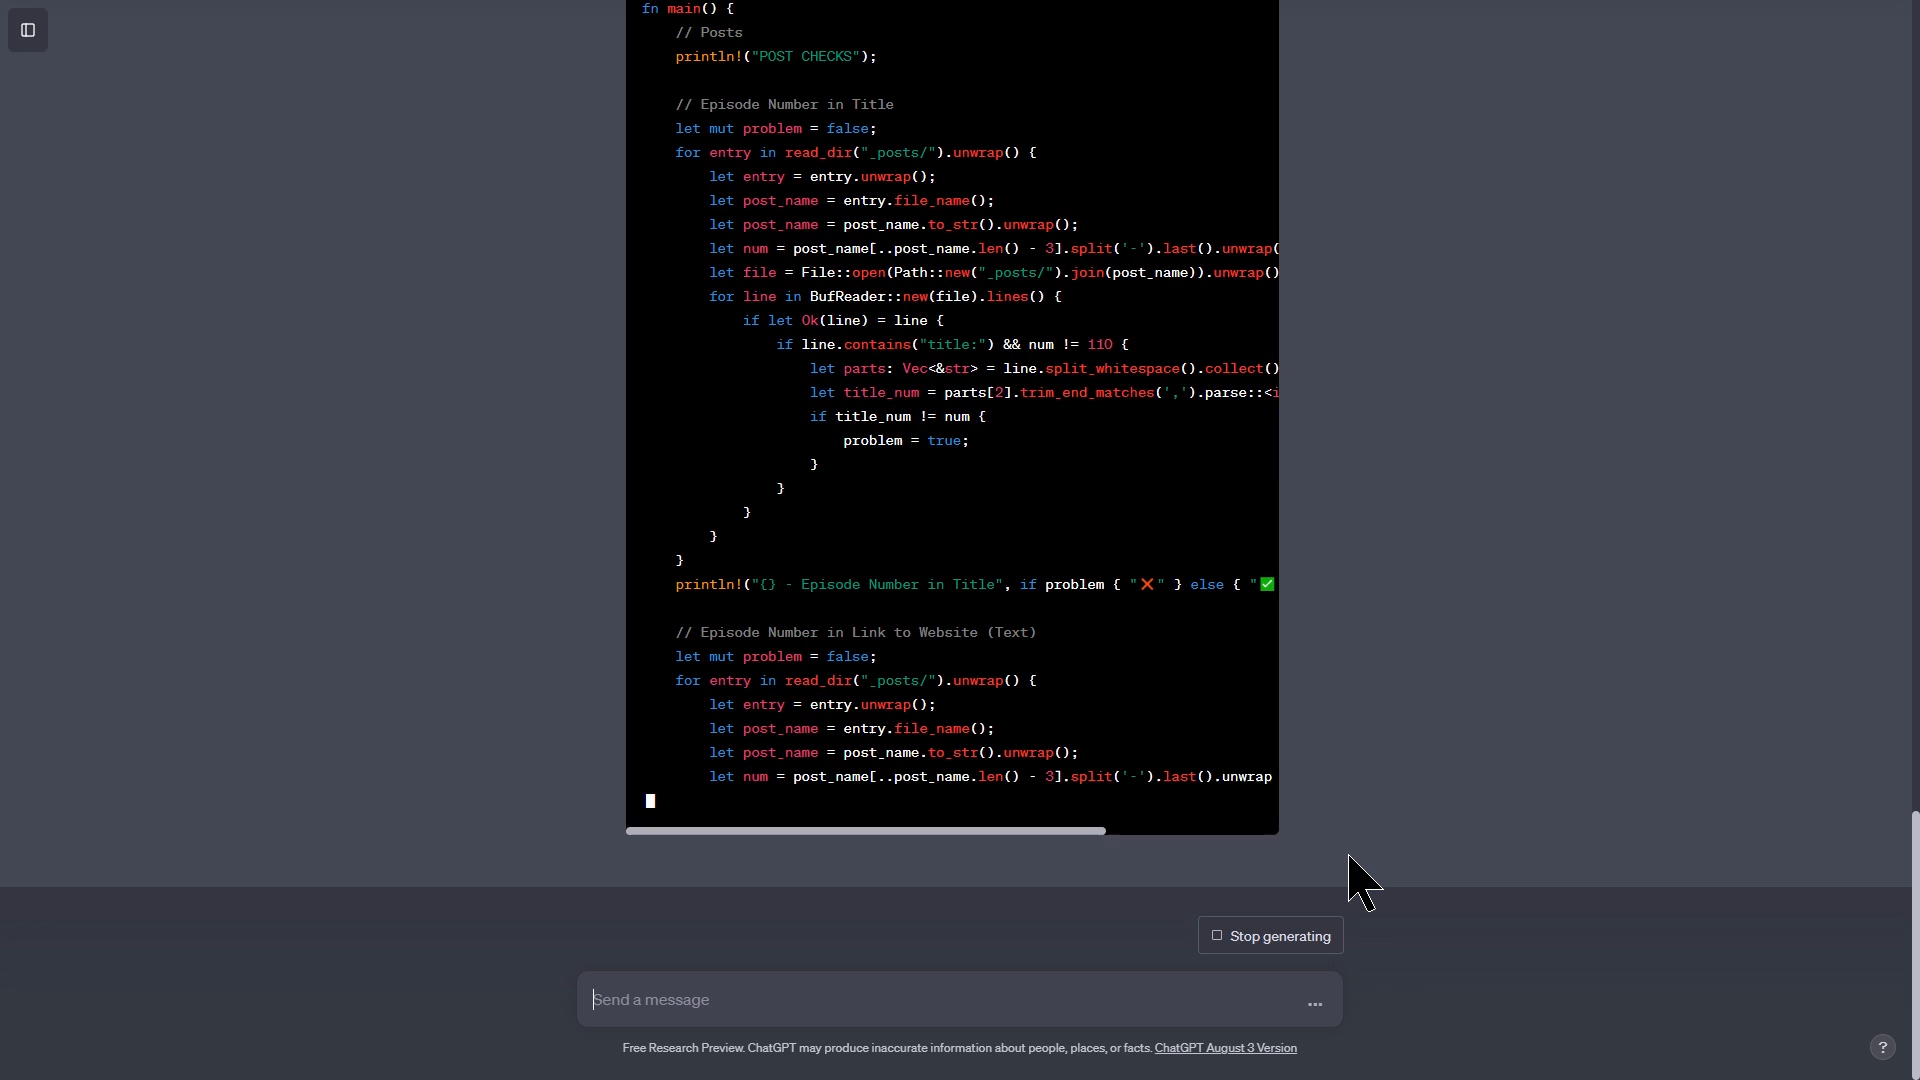 fn main() {
    // Posts
    println!("POST CHECKS");

    // Episode Number in Title
    let mut problem = false;
    for entry in read_dir("_posts/").unwrap() {
        let entry = entry.unwrap();
        let post_name = entry.file_name();
        let post_name = post_name.to_str().unwrap();
        let num = post_name[..post_name.len() - 3].split('-').last().unwrap(
        let file = File::open(Path::new("_posts/").join(post_name)).unwrap()
        for line in BufReader::new(file).lines() {
            if let Ok(line) = line {
                if line.contains("title:") && num != 110 {
                    let parts: Vec<&str> = line.split_whitespace().collect()
                    let title_num = parts[2].trim_end_matches(',').parse::<i
                    if title_num != num {
                        problem = true;
                    }
                }
            }
        }
    }
    println!("{} - Episode Number in Title", if problem { "❌" } else { "✅

    // Episode Number in Link to Website (Text)
    let mut problem = false;
    for entry in read_dir("_posts/").unwrap() {
        let entry = entry.unwrap();
        let post_name = entry.file_name();
        let post_name = post_name.to_str().unwrap();
        let num = post_name[..post_name.len() - 3].split('-').last().unwrap
Stop generating
Send a message
...
Free Research Preview. ChatGPT may produce inaccurate information about people, places, or facts. ChatGPT August 3 Version
?